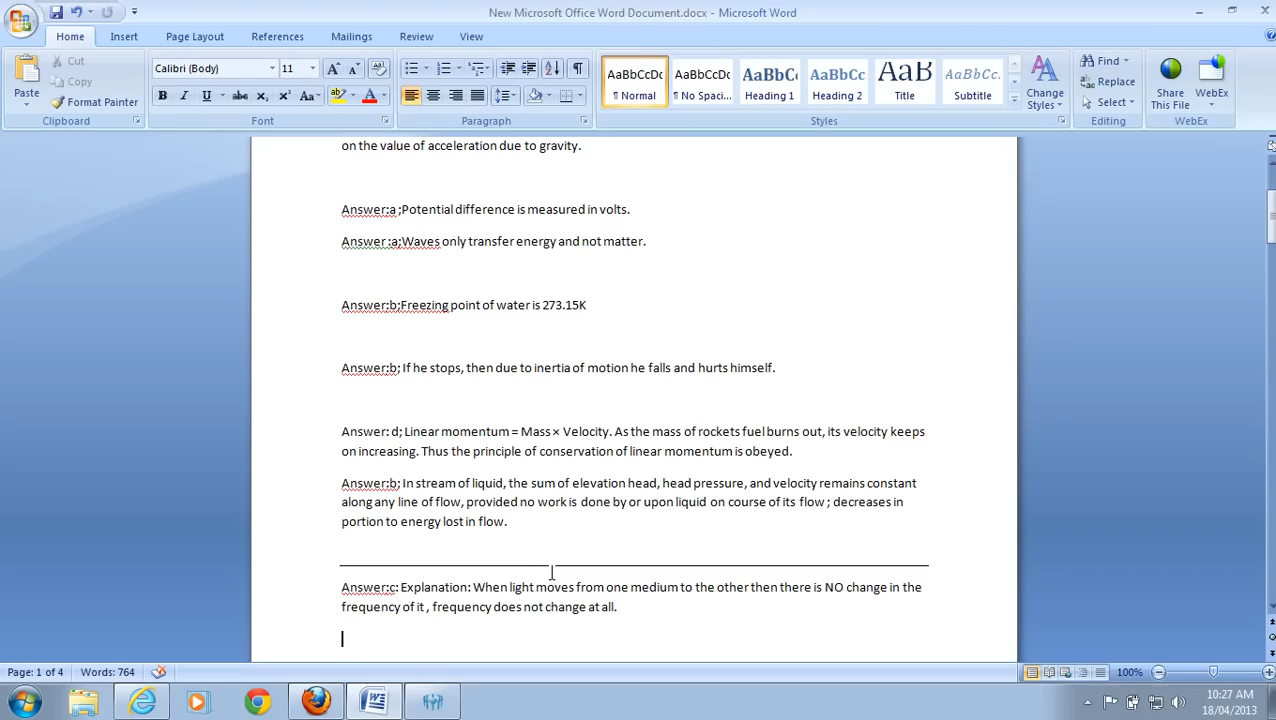 New Microsoft Office Word Document.docx - Microsoft Word
Home Insert Page Layout References Mailings Review View
Paste
Cut
Copy
Format Painter
Clipboard
Calibri (Body) 11
B I U abc X₂ X² Aa
Font
Paragraph
AaBbCcDc AaBbCcDc AaBbC AaBbCc AaB AaBbCc.
¶ Normal ¶ No Spaci... Heading 1 Heading 2 Title Subtitle
Change Styles
Styles
Find
Replace
Select
Editing
Share This File
WebEx
WebEx
on the value of acceleration due to gravity.
Answer:a ;Potential difference is measured in volts.
Answer :a;Waves only transfer energy and not matter.
Answer:b;Freezing point of water is 273.15K
Answer:b; If he stops, then due to inertia of motion he falls and hurts himself.
Answer: d; Linear momentum = Mass × Velocity. As the mass of rockets fuel burns out, its velocity keeps
on increasing. Thus the principle of conservation of linear momentum is obeyed.
Answer:b; In stream of liquid, the sum of elevation head, head pressure, and velocity remains constant
along any line of flow, provided no work is done by or upon liquid on course of its flow ; decreases in
portion to energy lost in flow.
Answer:c: Explanation: When light moves from one medium to the other then there is NO change in the
frequency of it , frequency does not change at all.
Page: 1 of 4 Words: 764 100%
10:27 AM
18/04/2013